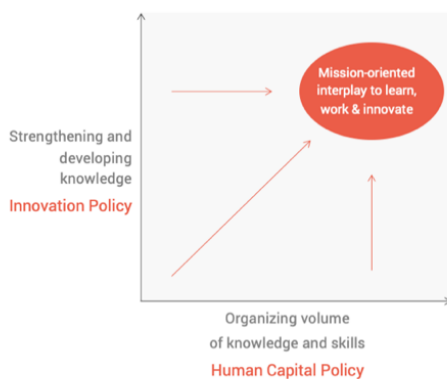 Mission-oriented
interplay to learn,
work & innovate
Strengthening and
developing
knowledge
Innovation Policy
Organizing volume
of knowledge and skills
Human Capital Policy